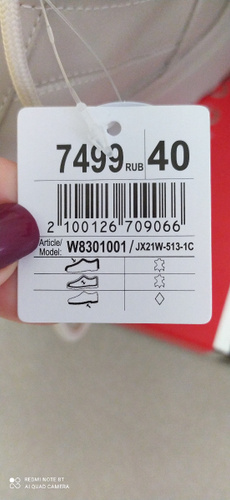 7499 RUB 40
2 100126 709066
Article/ Model: W8301001 / JX21W-513-1C
REDMI NOTE 8T
AI QUAD CAMERA